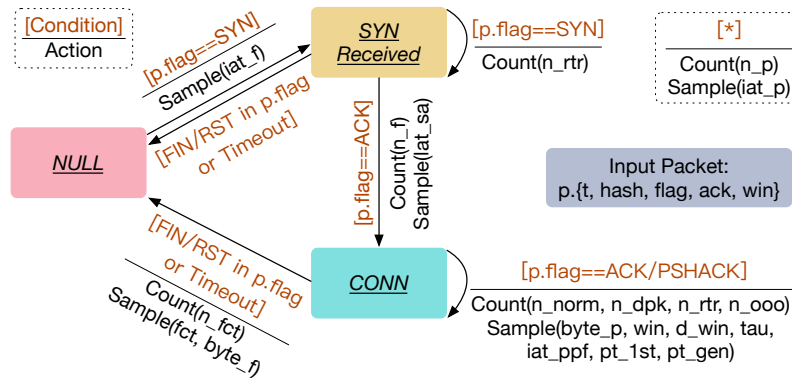 [Condition]
Action
[p.flag==SYN]
Sample(iat_f)
SYN
Received
[p.flag==SYN]
Count(n_rtr)
[*]
Count(n_p)
Sample(iat_p)
NULL
[FIN/RST in p.flag
or Timeout]
[p.flag==ACK]
Count(n_f)
Sample(lat_sa)
Input Packet:
p.{t, hash, flag, ack, win}
[FIN/RST in p.flag
or Timeout]
Count(n_fct)
Sample(fct, byte_f)
CONN
[p.flag==ACK/PSHACK]
Count(n_norm, n_dpk, n_rtr, n_ooo)
Sample(byte_p, win, d_win, tau,
iat_ppf, pt_1st, pt_gen)